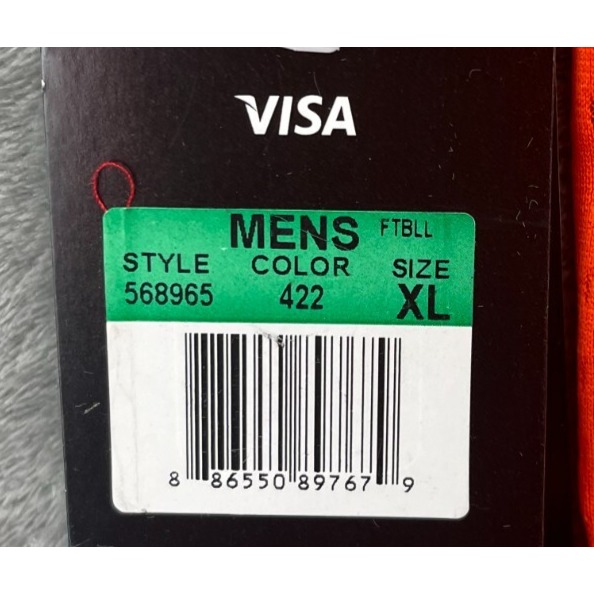 VISA
MENS FTBLL
STYLE COLOR SIZE
568965 422 XL
8 86550 89767 9